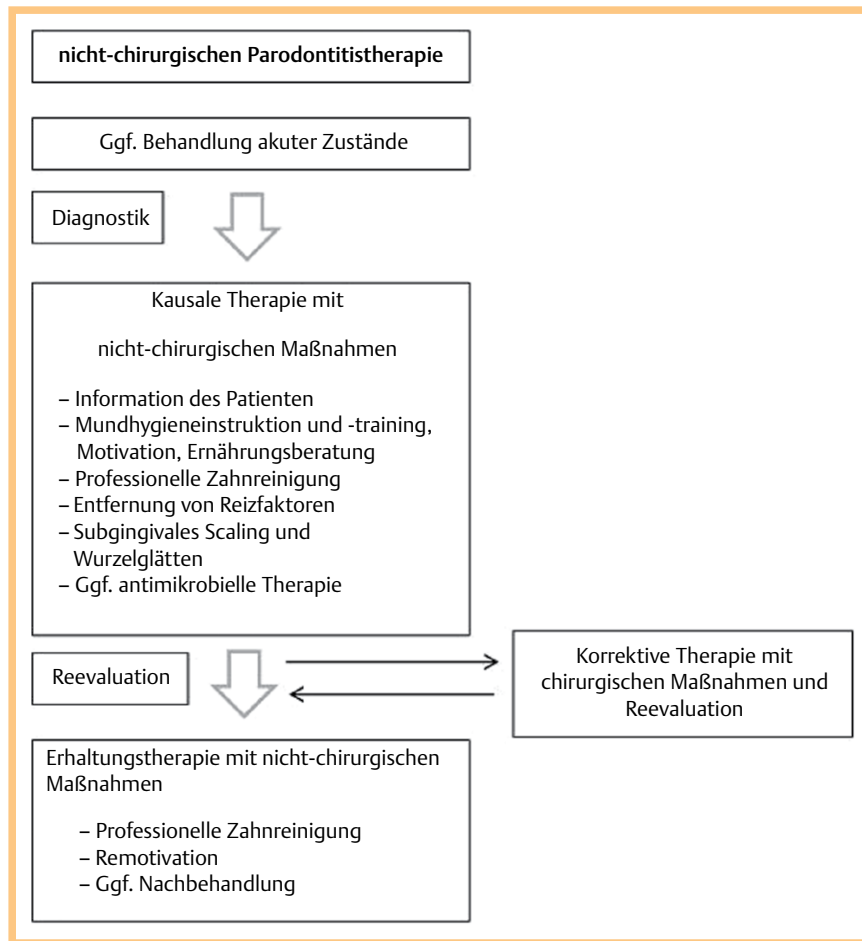 nicht-chirurgischen Parodontitistherapie
Ggf. Behandlung akuter Zustände
Diagnostik
Kausale Therapie mit
nicht-chirurgischen Maßnahmen
– Information des Patienten
– Mundhygieneinstruktion und -training,
Motivation, Ernährungsberatung
– Professionelle Zahnreinigung
– Entfernung von Reizfaktoren
– Subgingivales Scaling und
Wurzelglätten
– Ggf. antimikrobielle Therapie
Reevaluation
Korrektive Therapie mit
chirurgischen Maßnahmen und
Reevaluation
Erhaltungstherapie mit nicht-chirurgischen
Maßnahmen
– Professionelle Zahnreinigung
– Remotivation
– Ggf. Nachbehandlung